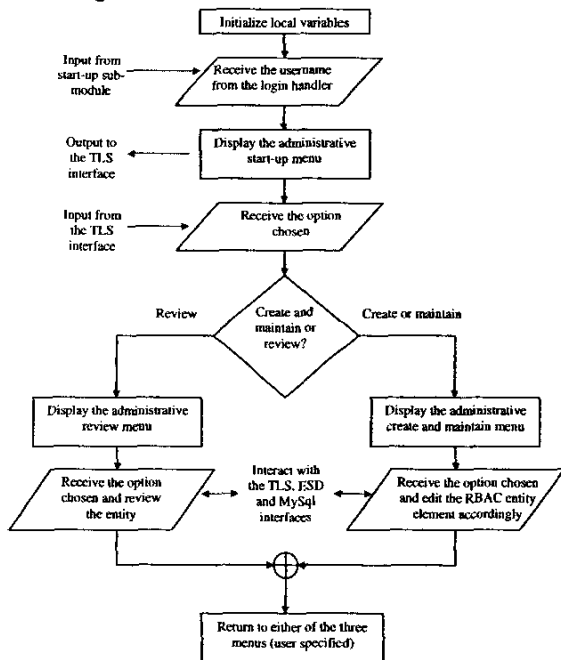 Initialize local variables
Input from
start-up sub-
module
Receive the username
from the login handler
Output to
the TLS
interface
Display the administrative
start-up menu
Input from
the TLS
interface
Receive the option
chosen
Review
Create and
maintain or
review?
Create or maintain
Display the administrative
review menu
Display the administrative
create and maintain menu
Receive the option
chosen and review
the entity
Interact with
the TLS, ESD
and MySql
interfaces
Receive the option chosen
and edit the RBAC entity
element accordingly
Return to either of the three
menus (user specified)